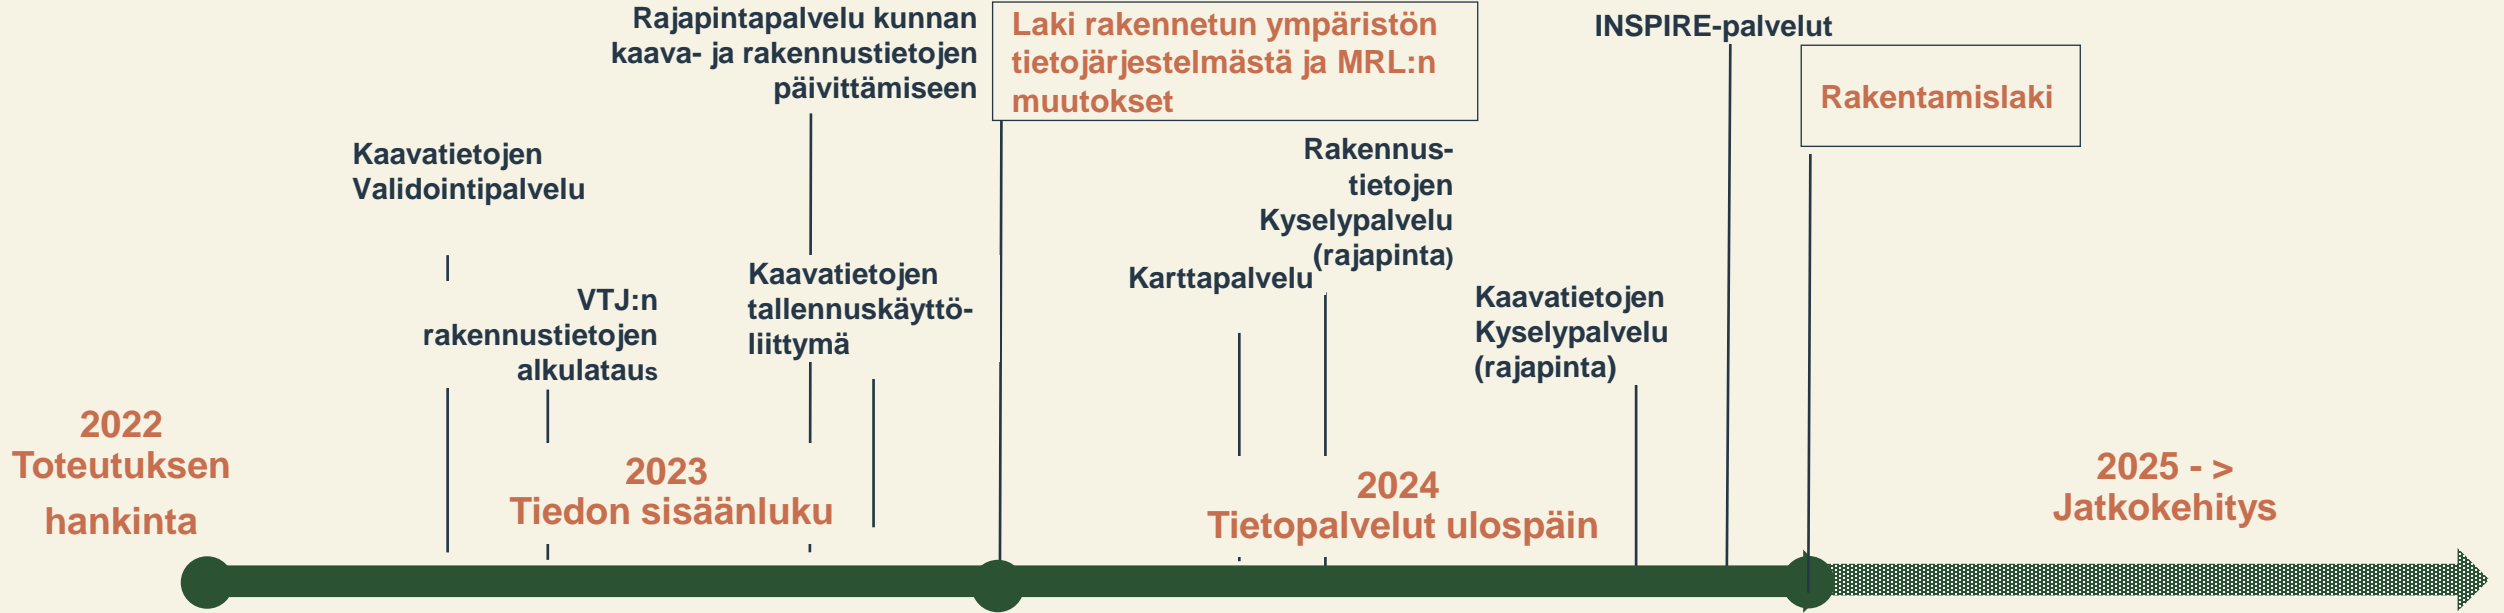 Rajapintapalvelu kunnan
kaava- ja rakennustietojen
päivittämiseen
Laki rakennetun ympäristön
tietojärjestelmästä ja MRL:n
muutokset
INSPIRE-palvelut
Rakentamislaki
Kaavatietojen
Validointipalvelu
Rakennus-
tietojen
Kyselypalvelu
(rajapinta)
VTJ:n
rakennustietojen
alkulataus
Kaavatietojen
tallennuskäyttö-
liittymä
Karttapalvelu
Kaavatietojen
Kyselypalvelu
(rajapinta)
2022
Toteutuksen
hankinta
2023
Tiedon sisäänluku
2024
Tietopalvelut ulospäin
2025 - >
Jatkokehitys